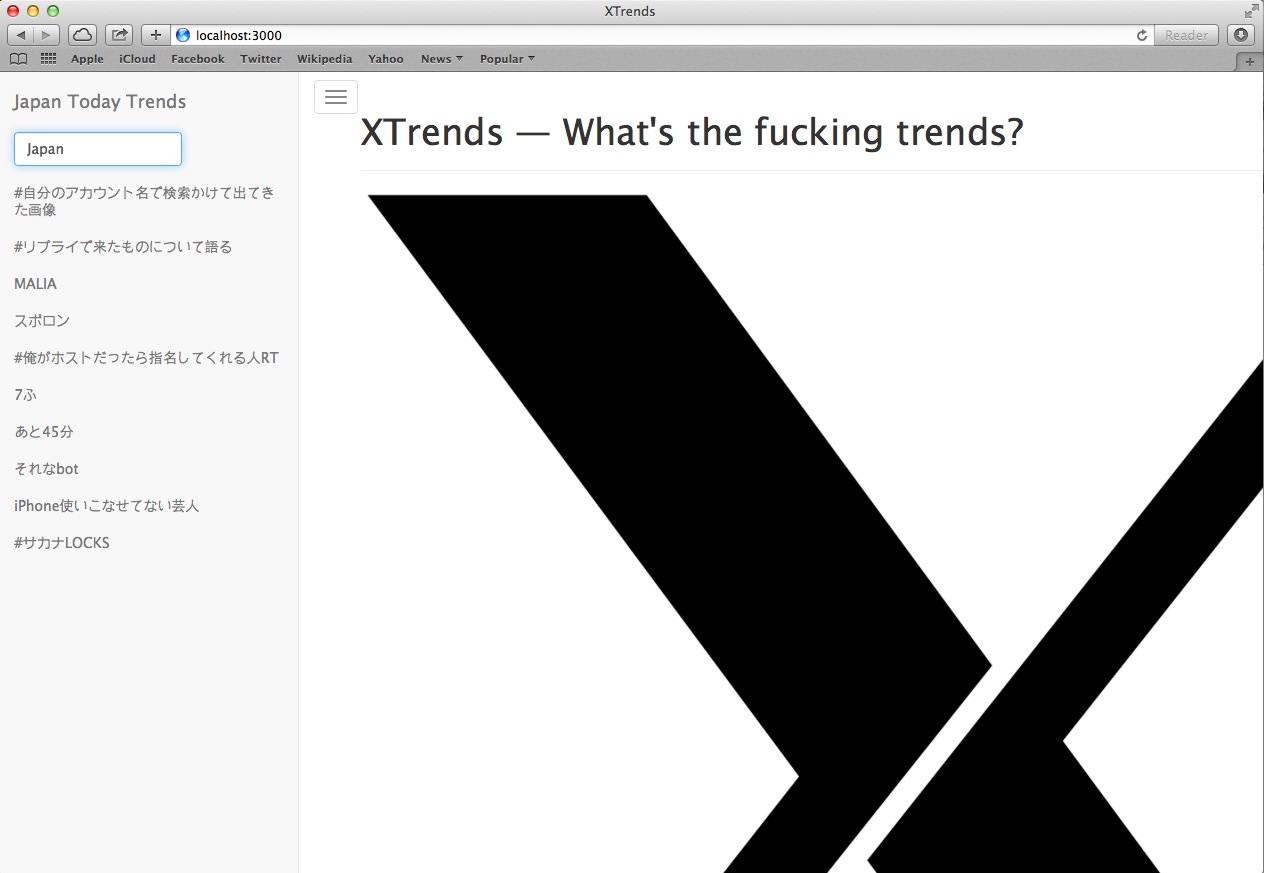 XTrends
localhost:3000
Reader
Apple iCloud Facebook Twitter Wikipedia Yahoo News Popular
Japan Today Trends
Japan
#自分のアカウント名で検索かけて出てき
た画像
#リプライで来たものについて語る
MALIA
スポロン
#俺がホストだったら指名してくれる人RT
7ふ
あと45分
それなbot
iPhone使いこなせてない芸人
#サカナLOCKS
XTrends — What's the fucking trends?